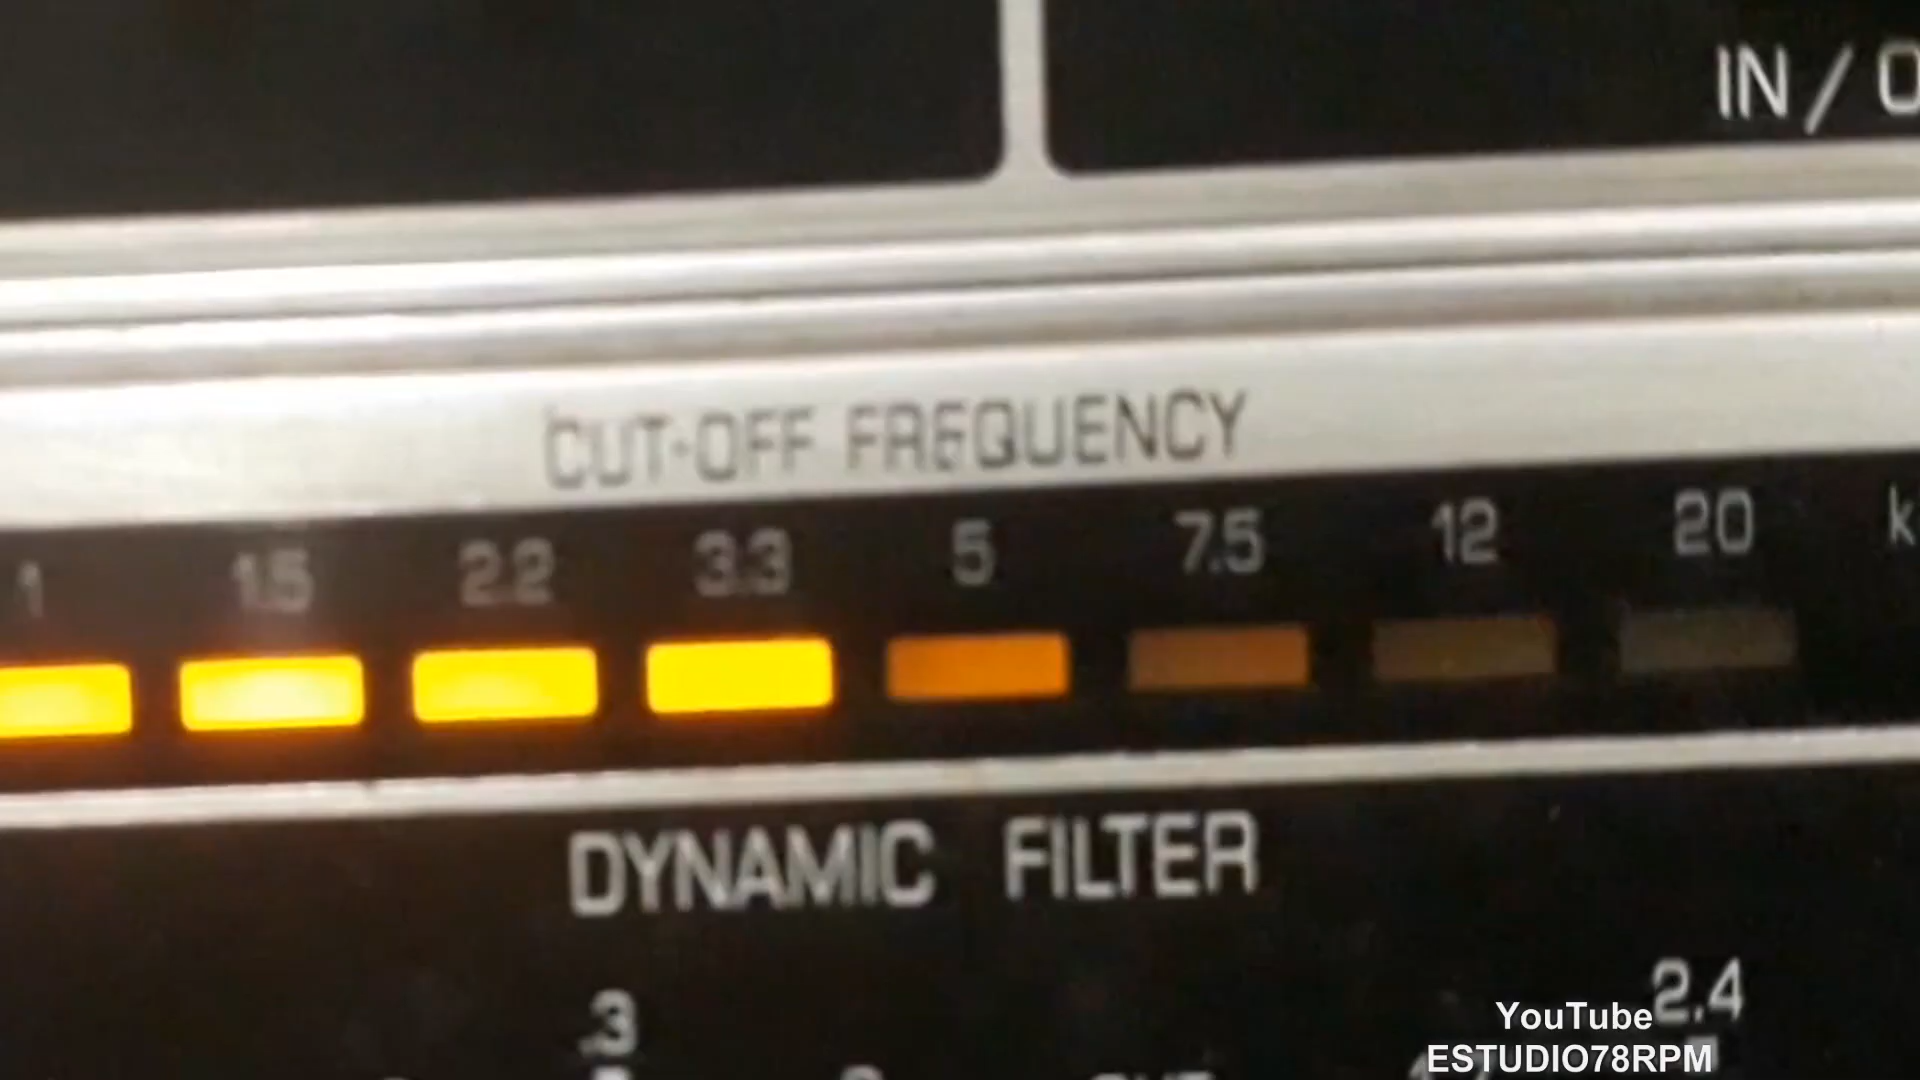 IN / O
CUT-OFF FREQUENCY
1 1.5 2.2 3.3 5 7.5 12 20 k
DYNAMIC FILTER
.3 2.4
YouTube
ESTUDIO78RPM